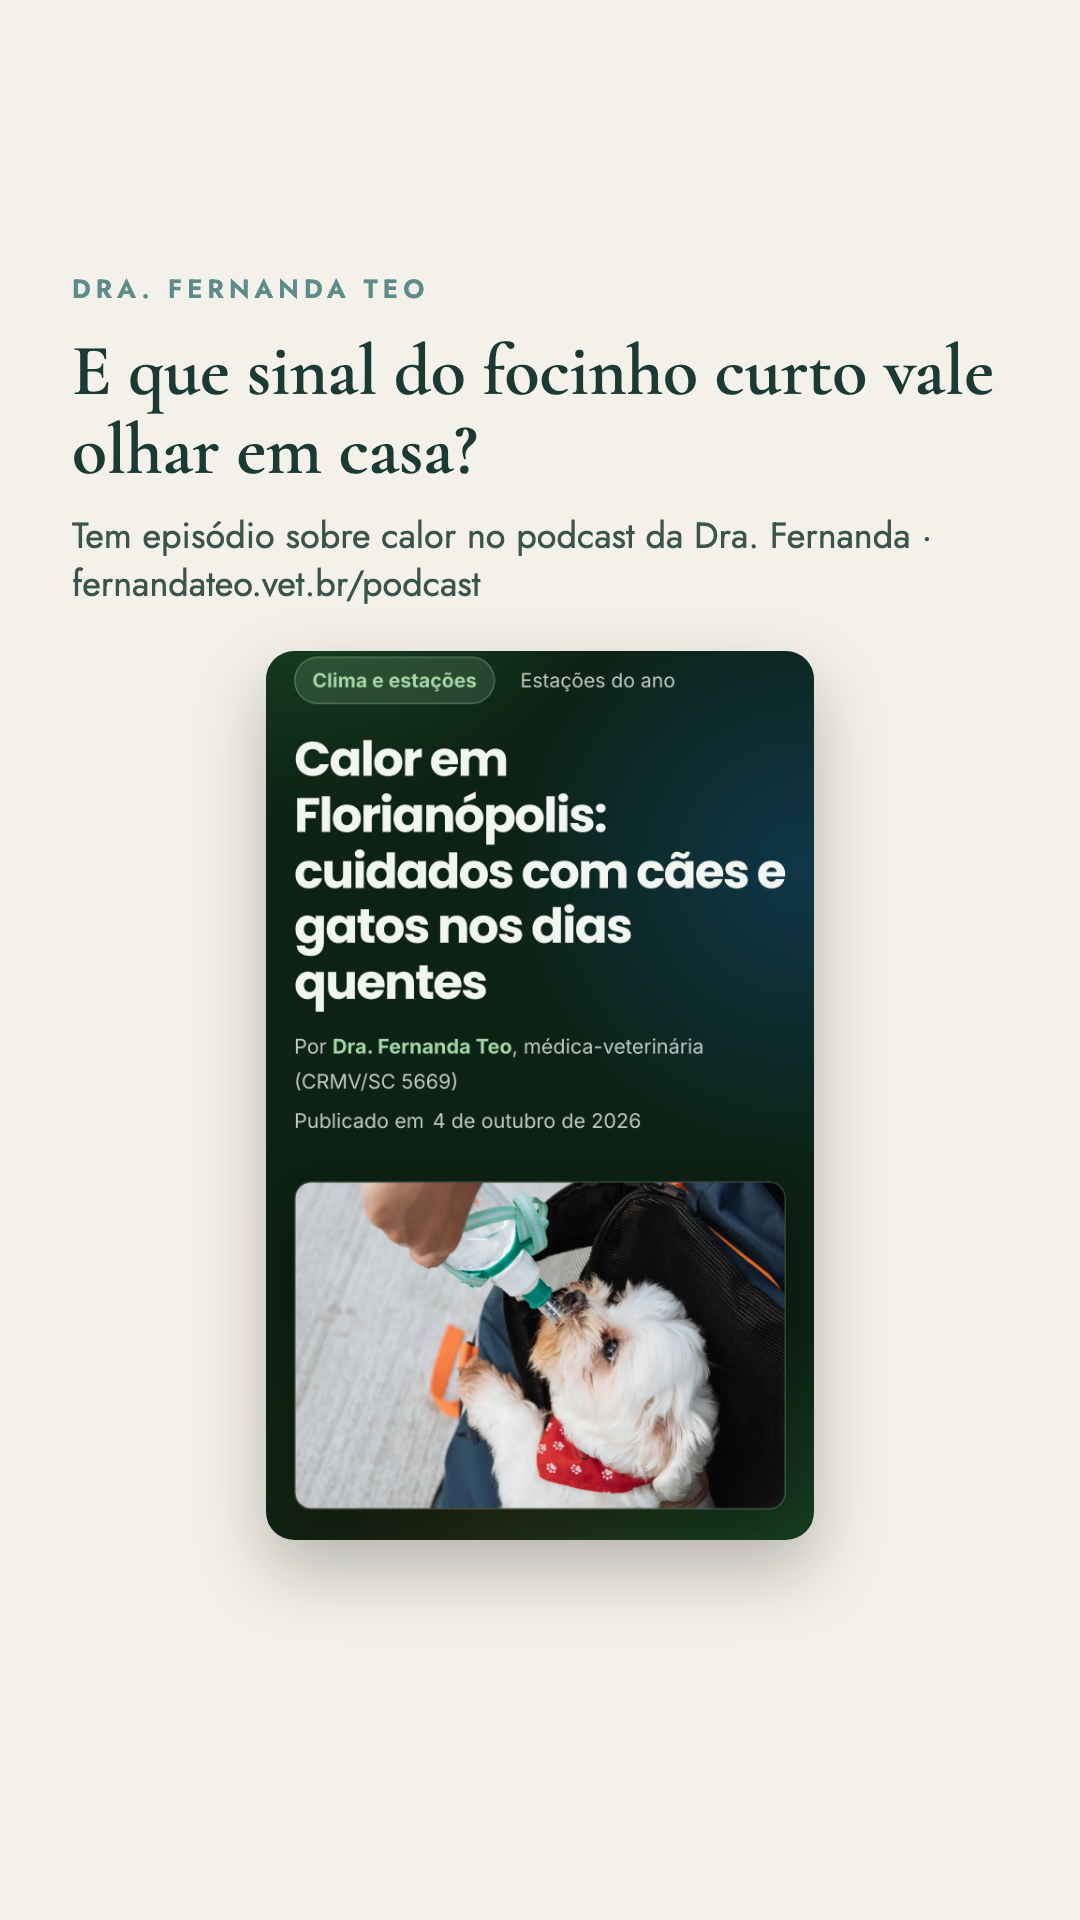 DRA. FERNANDA TEO
E que sinal do focinho curto vale
olhar em casa?
Tem episódio sobre calor no podcast da Dra. Fernanda ·
fernandateo.vet.br/podcast
Clima e estações Estações do ano
Calor em
Florianópolis:
cuidados com cães e
gatos nos dias
quentes
Por Dra. Fernanda Teo, médica-veterinária
(CRMV/SC 5669)
Publicado em 4 de outubro de 2026